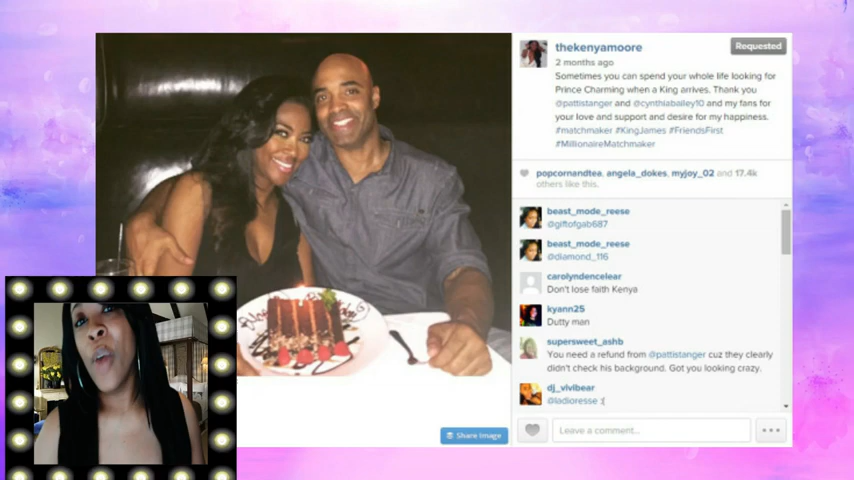 thekenyamoore
Requested
2 months ago
Sometimes you can spend your whole life looking for
Prince Charming when a King arrives. Thank you
@pattistanger and @cynthiabailey10 and my fans for
your love and support and desire for my happiness.
#matchmaker #KingJames #FriendsFirst
#MillionaireMatchmaker
popcornandtea, angela_dokes, myjoy_02 and 17.4k
others like this.
beast_mode_reese
@giftofgab687
beast_mode_reese
@diamond_116
carolyndencelear
Don't lose faith Kenya
kyann25
Dutty man
supersweet_ashb
You need a refund from @pattistanger cuz they clearly
didn't check his background. Got you looking crazy.
dj_vivibear
@ladioresse :(
Leave a comment...
Share Image